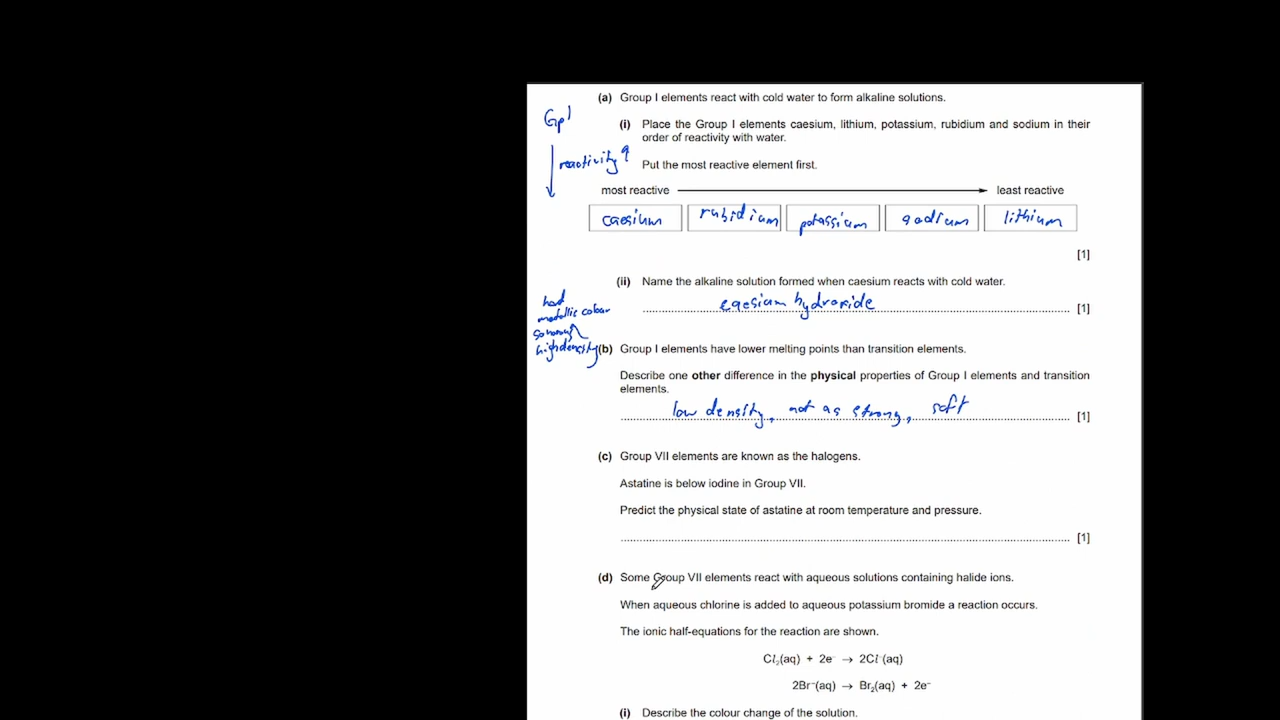 (a) Group I elements react with cold water to form alkaline solutions.
Gp I
(i) Place the Group I elements caesium, lithium, potassium, rubidium and sodium in their
order of reactivity with water.
reactivity ↑
Put the most reactive element first.
most reactive → least reactive
caesium rubidium potassium sodium lithium
[1]
(ii) Name the alkaline solution formed when caesium reacts with cold water.
caesium hydroxide [1]
hard
metallic colour
sonorous
high density
(b) Group I elements have lower melting points than transition elements.
Describe one other difference in the physical properties of Group I elements and transition
elements.
low density, not as strong, soft [1]
(c) Group VII elements are known as the halogens.
Astatine is below iodine in Group VII.
Predict the physical state of astatine at room temperature and pressure.
[1]
(d) Some Group VII elements react with aqueous solutions containing halide ions.
When aqueous chlorine is added to aqueous potassium bromide a reaction occurs.
The ionic half-equations for the reaction are shown.
Cl₂(aq) + 2e⁻ → 2Cl⁻(aq)
2Br⁻(aq) → Br₂(aq) + 2e⁻
(i) Describe the colour change of the solution.